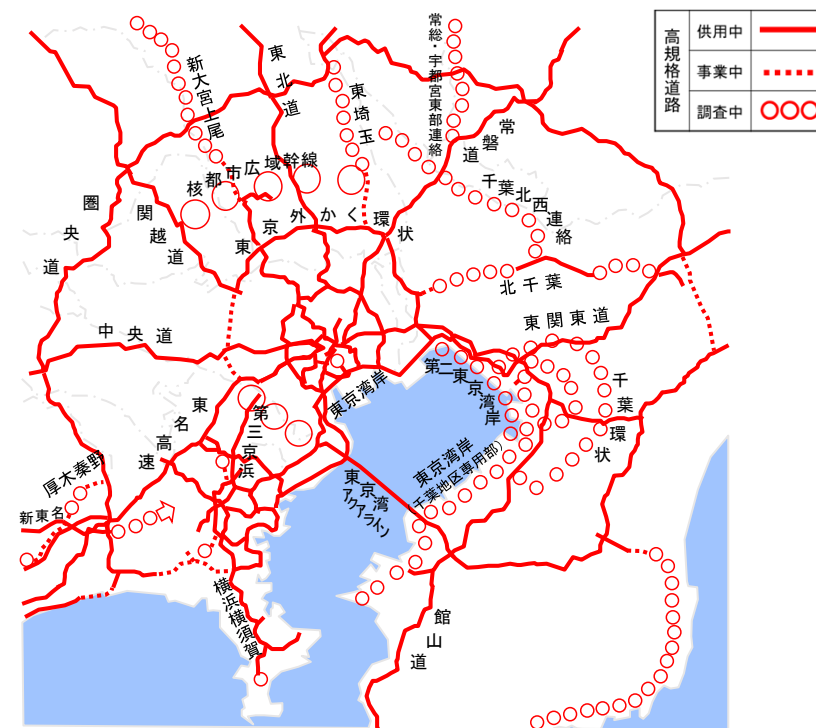 高規格道路
供用中
事業中
調査中
常総・宇都宮東部連絡
東北道
新大宮上尾
東埼玉
常磐道
核都市広域幹線
千葉北西連絡
圏央道
関越道
東京外かく環状
北千葉
東関東道
中央道
第二東京湾岸
千葉環状
東京湾岸
東名高速
第三京浜
東京湾岸
(千葉地区専用部)
厚木秦野
東京湾
アクアライン
新東名
横浜横須賀
館山道